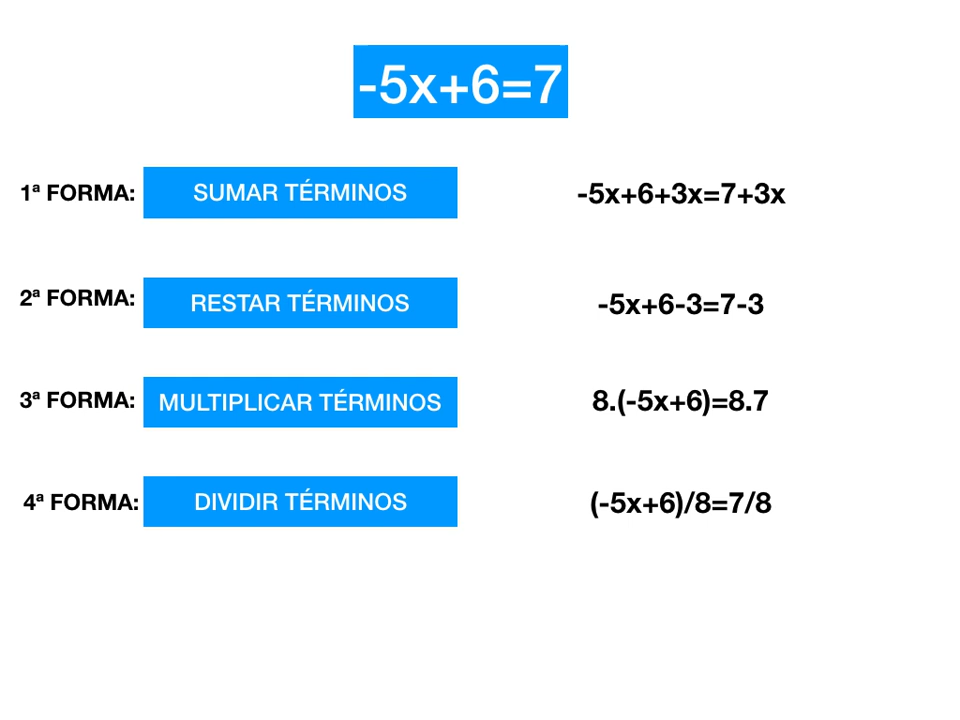 -5x+6=7
1ª FORMA: SUMAR TÉRMINOS -5x+6+3x=7+3x
2ª FORMA: RESTAR TÉRMINOS -5x+6-3=7-3
3ª FORMA: MULTIPLICAR TÉRMINOS 8.(-5x+6)=8.7
4ª FORMA: DIVIDIR TÉRMINOS (-5x+6)/8=7/8